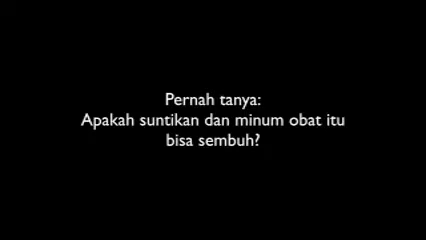 Pernah tanya:
Apakah suntikan dan minum obat itu
bisa sembuh?